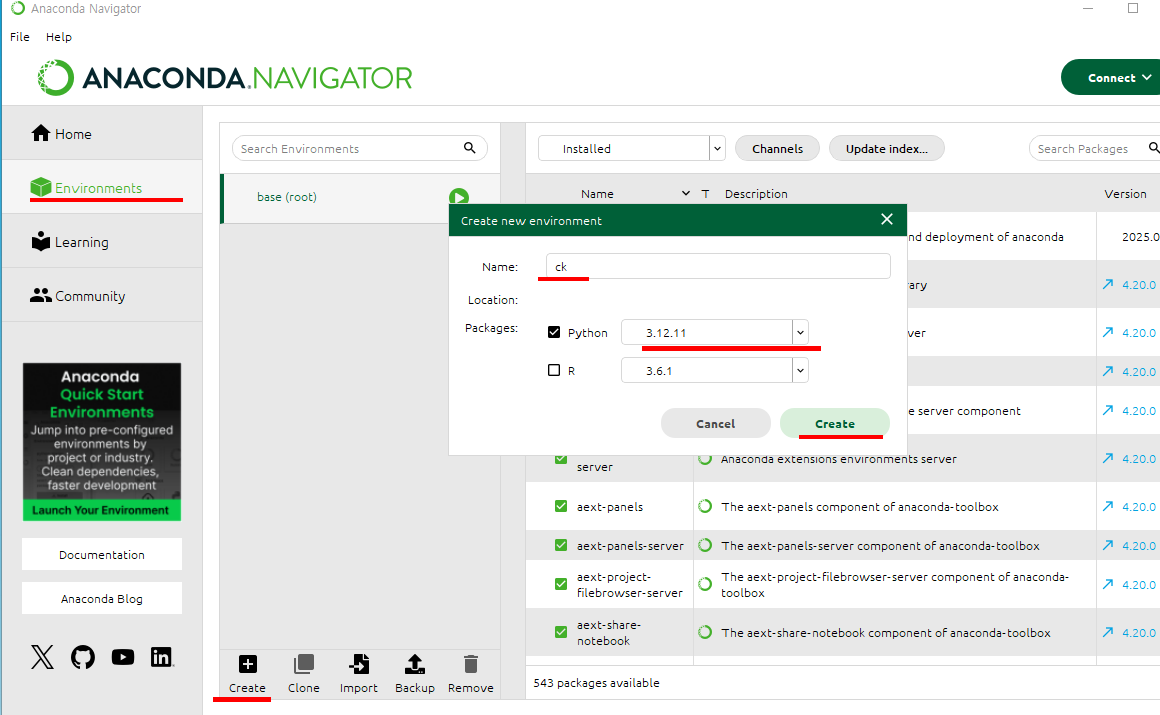 Anaconda Navigator
File Help
ANACONDA.NAVIGATOR
Connect
Home
Environments
Learning
Community
Anaconda
Quick Start
Environments
Jump into pre-configured
environments by
project or industry.
Clean dependencies,
faster development
Launch Your Environment
Documentation
Anaconda Blog
Search Environments
base (root)
Create Clone Import Backup Remove
Installed
Channels
Update index...
Search Packages
Name T Description Version
nd deployment of anaconda 2025.0
rary 4.20.0
ver 4.20.0
4.20.0
e server component 4.20.0
server Anaconda extensions environments server 4.20.0
aext-panels The aext-panels component of anaconda-toolbox 4.20.0
aext-panels-server The aext-panels-server component of anaconda-toolbox 4.20.0
aext-project-
filebrowser-server
The aext-project-filebrowser-server component of anaconda-
toolbox
4.20.0
aext-share-
notebook
The aext-share-notebook component of anaconda-toolbox 4.20.0
543 packages available
Create new environment
Name: ck
Location:
Packages:
Python 3.12.11
R 3.6.1
Cancel
Create